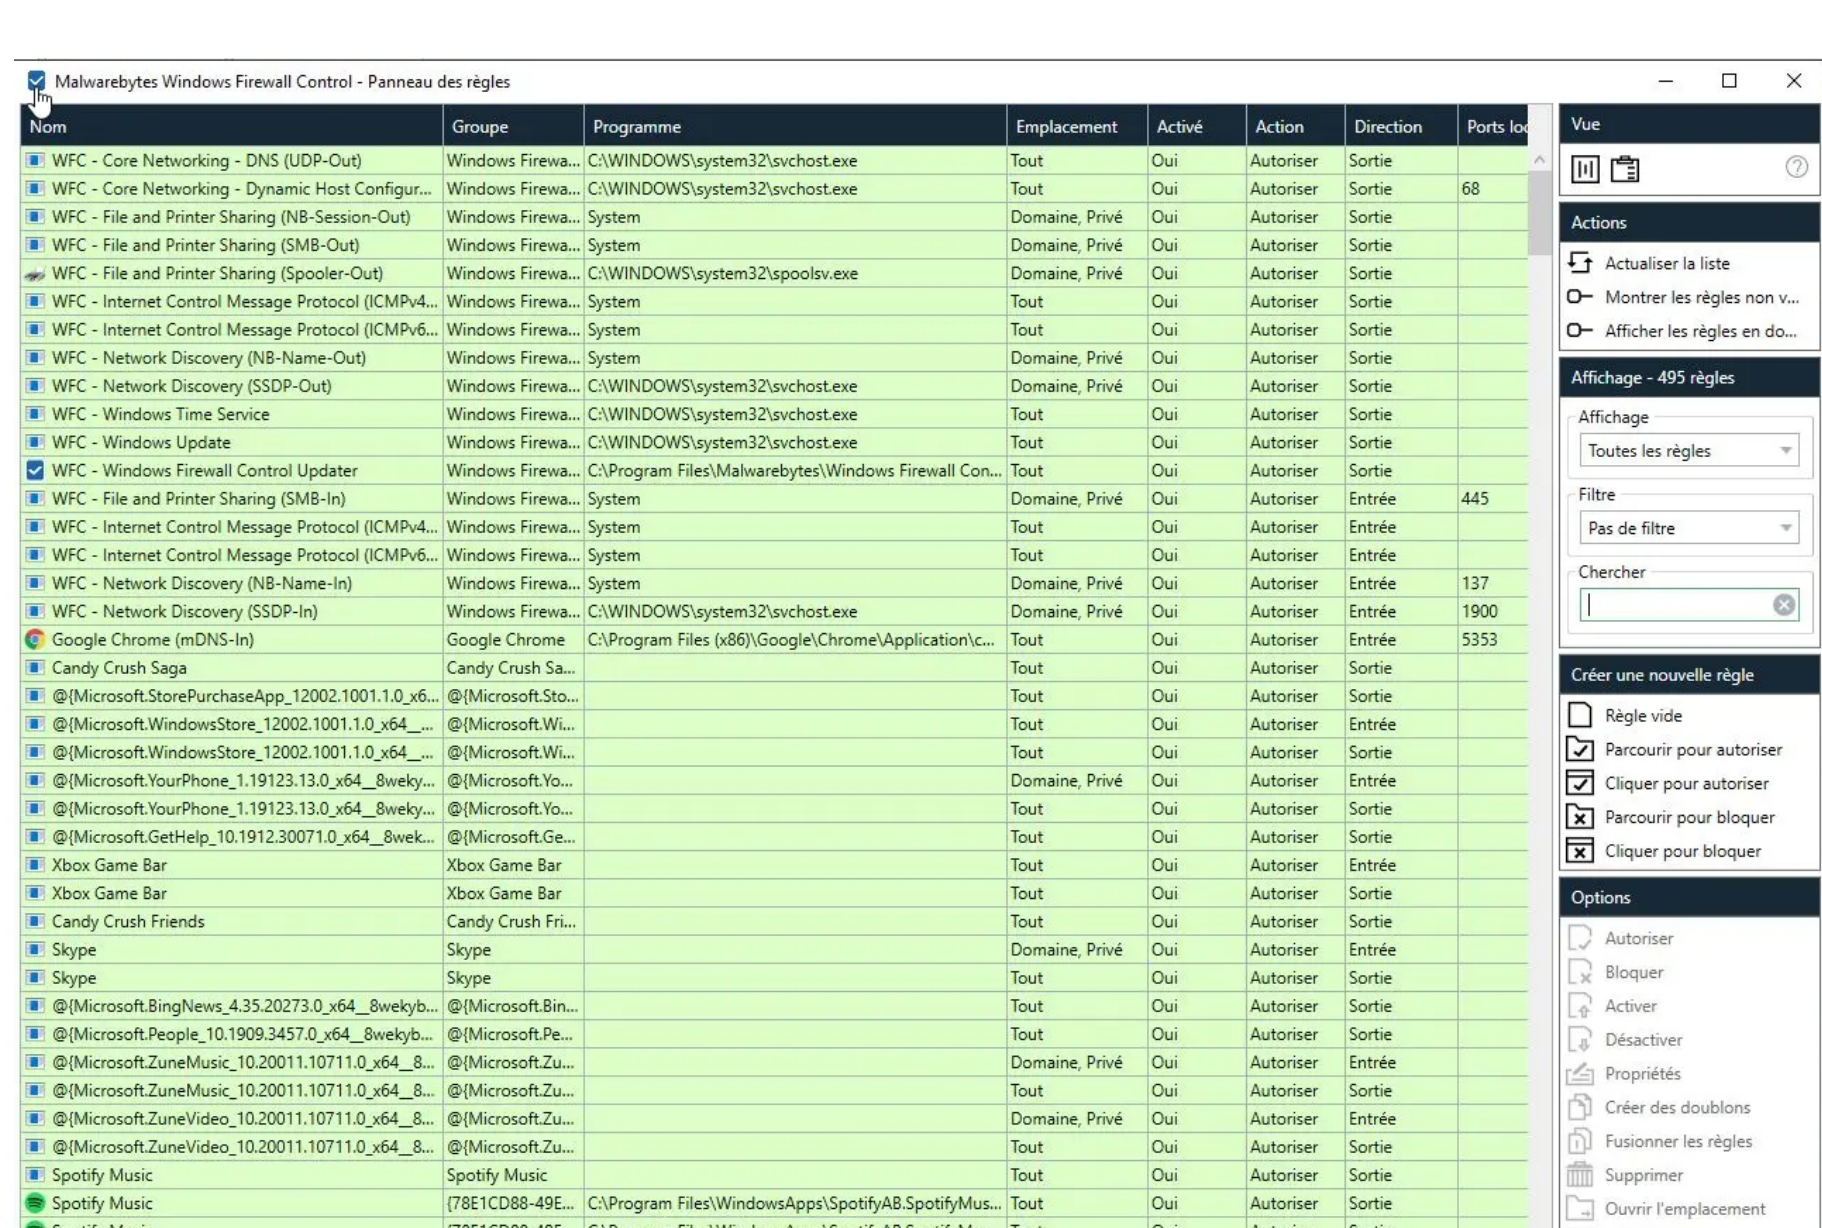 Malwarebytes Windows Firewall Control - Panneau des règles
Nom Groupe Programme Emplacement Activé Action Direction Ports loc
WFC - Core Networking - DNS (UDP-Out) Windows Firewa... C:\WINDOWS\system32\svchost.exe Tout Oui Autoriser Sortie
WFC - Core Networking - Dynamic Host Configur... Windows Firewa... C:\WINDOWS\system32\svchost.exe Tout Oui Autoriser Sortie 68
WFC - File and Printer Sharing (NB-Session-Out) Windows Firewa... System Domaine, Privé Oui Autoriser Sortie
WFC - File and Printer Sharing (SMB-Out) Windows Firewa... System Domaine, Privé Oui Autoriser Sortie
WFC - File and Printer Sharing (Spooler-Out) Windows Firewa... C:\WINDOWS\system32\spoolsv.exe Domaine, Privé Oui Autoriser Sortie
WFC - Internet Control Message Protocol (ICMPv4... Windows Firewa... System Tout Oui Autoriser Sortie
WFC - Internet Control Message Protocol (ICMPv6... Windows Firewa... System Tout Oui Autoriser Sortie
WFC - Network Discovery (NB-Name-Out) Windows Firewa... System Domaine, Privé Oui Autoriser Sortie
WFC - Network Discovery (SSDP-Out) Windows Firewa... C:\WINDOWS\system32\svchost.exe Domaine, Privé Oui Autoriser Sortie
WFC - Windows Time Service Windows Firewa... C:\WINDOWS\system32\svchost.exe Tout Oui Autoriser Sortie
WFC - Windows Update Windows Firewa... C:\WINDOWS\system32\svchost.exe Tout Oui Autoriser Sortie
WFC - Windows Firewall Control Updater Windows Firewa... C:\Program Files\Malwarebytes\Windows Firewall Con... Tout Oui Autoriser Sortie
WFC - File and Printer Sharing (SMB-In) Windows Firewa... System Domaine, Privé Oui Autoriser Entrée 445
WFC - Internet Control Message Protocol (ICMPv4... Windows Firewa... System Tout Oui Autoriser Entrée
WFC - Internet Control Message Protocol (ICMPv6... Windows Firewa... System Tout Oui Autoriser Entrée
WFC - Network Discovery (NB-Name-In) Windows Firewa... System Domaine, Privé Oui Autoriser Entrée 137
WFC - Network Discovery (SSDP-In) Windows Firewa... C:\WINDOWS\system32\svchost.exe Domaine, Privé Oui Autoriser Entrée 1900
Google Chrome (mDNS-In) Google Chrome C:\Program Files (x86)\Google\Chrome\Application\c... Tout Oui Autoriser Entrée 5353
Candy Crush Saga Candy Crush Sa... Tout Oui Autoriser Sortie
@{Microsoft.StorePurchaseApp_12002.1001.1.0_x6... @{Microsoft.Sto... Tout Oui Autoriser Sortie
@{Microsoft.WindowsStore_12002.1001.1.0_x64__... @{Microsoft.Wi... Tout Oui Autoriser Entrée
@{Microsoft.WindowsStore_12002.1001.1.0_x64__... @{Microsoft.Wi... Tout Oui Autoriser Sortie
@{Microsoft.YourPhone_1.19123.13.0_x64__8weky... @{Microsoft.Yo... Domaine, Privé Oui Autoriser Entrée
@{Microsoft.YourPhone_1.19123.13.0_x64__8weky... @{Microsoft.Yo... Tout Oui Autoriser Sortie
@{Microsoft.GetHelp_10.1912.30071.0_x64__8wek... @{Microsoft.Ge... Tout Oui Autoriser Sortie
Xbox Game Bar Xbox Game Bar Tout Oui Autoriser Entrée
Xbox Game Bar Xbox Game Bar Tout Oui Autoriser Sortie
Candy Crush Friends Candy Crush Fri... Tout Oui Autoriser Sortie
Skype Skype Domaine, Privé Oui Autoriser Entrée
Skype Skype Tout Oui Autoriser Sortie
@{Microsoft.BingNews_4.35.20273.0_x64__8wekyb... @{Microsoft.Bin... Tout Oui Autoriser Sortie
@{Microsoft.People_10.1909.3457.0_x64__8wekyb... @{Microsoft.Pe... Tout Oui Autoriser Sortie
@{Microsoft.ZuneMusic_10.20011.10711.0_x64__8... @{Microsoft.Zu... Domaine, Privé Oui Autoriser Entrée
@{Microsoft.ZuneMusic_10.20011.10711.0_x64__8... @{Microsoft.Zu... Tout Oui Autoriser Sortie
@{Microsoft.ZuneVideo_10.20011.10711.0_x64__8... @{Microsoft.Zu... Domaine, Privé Oui Autoriser Entrée
@{Microsoft.ZuneVideo_10.20011.10711.0_x64__8... @{Microsoft.Zu... Tout Oui Autoriser Sortie
Spotify Music Spotify Music Tout Oui Autoriser Sortie
Spotify Music {78E1CD88-49E... C:\Program Files\WindowsApps\SpotifyAB.SpotifyMus... Tout Oui Autoriser Sortie
Vue
Actions
Actualiser la liste
Montrer les règles non v...
Afficher les règles en do...
Affichage - 495 règles
Affichage
Toutes les règles
Filtre
Pas de filtre
Chercher
Créer une nouvelle règle
Règle vide
Parcourir pour autoriser
Cliquer pour autoriser
Parcourir pour bloquer
Cliquer pour bloquer
Options
Autoriser
Bloquer
Activer
Désactiver
Propriétés
Créer des doublons
Fusionner les règles
Supprimer
Ouvrir l'emplacement